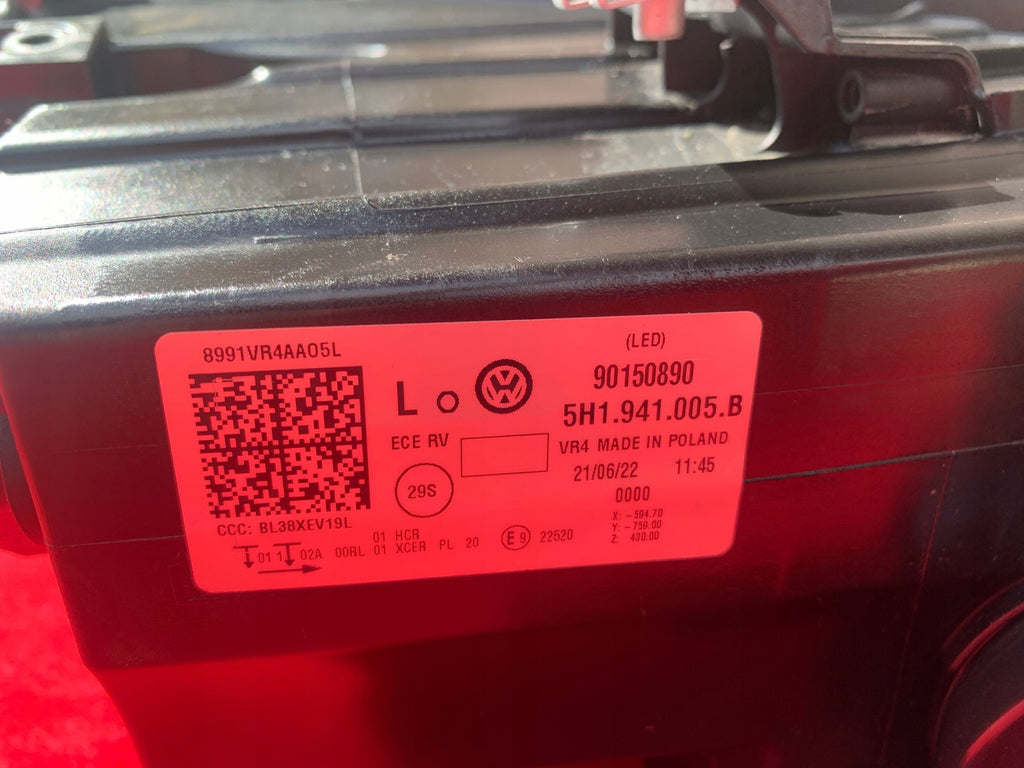 8991VR4AA05L
(LED)
L
VW
90150890
5H1.941.005.B
ECE RV
VR4 MADE IN POLAND
29S
21/06/22 11:45
0000
X: -594.70
Y: -759.00
Z: 430.00
CCC: BL38XEV19L
01 HCR
01 1 02A 00RL 01 XCER PL 20 E9 22520